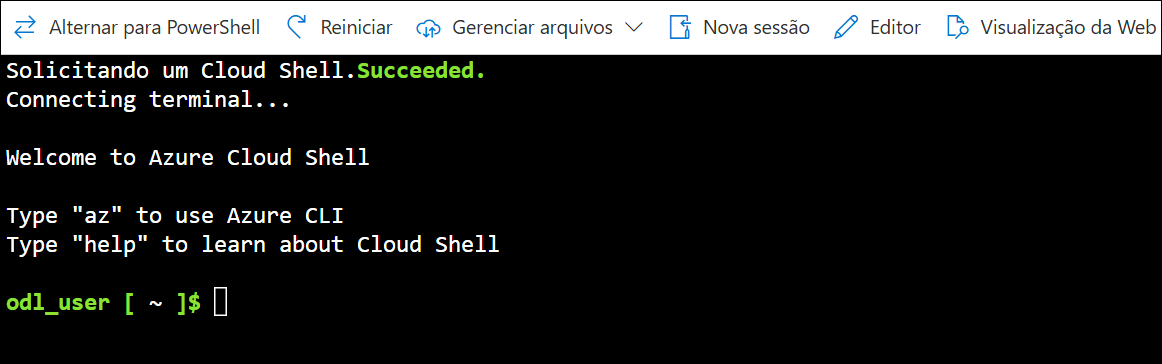 Alternar para PowerShell Reiniciar Gerenciar arquivos Nova sessão Editor Visualização da Web
Solicitando um Cloud Shell.Succeeded.
Connecting terminal...
Welcome to Azure Cloud Shell
Type "az" to use Azure CLI
Type "help" to learn about Cloud Shell
odl_user [ ~ ]$